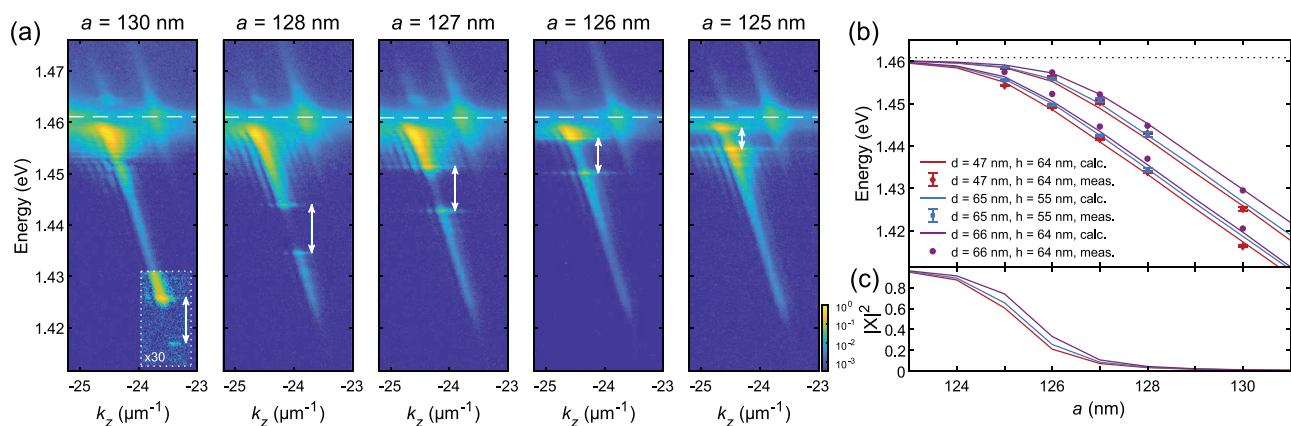 (a)
a = 130 nm
a = 128 nm
a = 127 nm
a = 126 nm
a = 125 nm
Energy (eV)
1.47
1.46
1.45
1.44
1.43
1.42
x30
10⁰
10⁻¹
10⁻²
10⁻³
-25 -24 -23
-25 -24 -23
-25 -24 -23
-25 -24 -23
-25 -24 -23
k_z (µm⁻¹)
k_z (µm⁻¹)
k_z (µm⁻¹)
k_z (µm⁻¹)
k_z (µm⁻¹)
(b)
Energy (eV)
1.46
1.45
1.44
1.43
1.42
d = 47 nm, h = 64 nm, calc.
d = 47 nm, h = 64 nm, meas.
d = 65 nm, h = 55 nm, calc.
d = 65 nm, h = 55 nm, meas.
d = 66 nm, h = 64 nm, calc.
d = 66 nm, h = 64 nm, meas.
(c)
|X|²
0.8
0.6
0.4
0.2
0
124 125 126 127 128 129 130
a (nm)